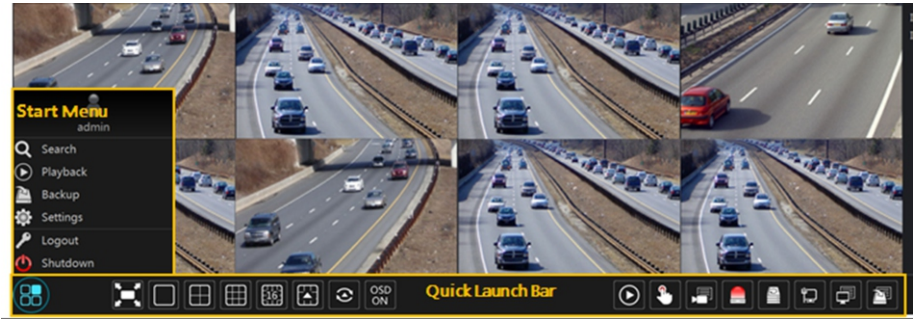 Start Menu
admin
Search
Playback
Backup
Settings
Logout
Shutdown
16
OSD
ON
Quick Launch Bar